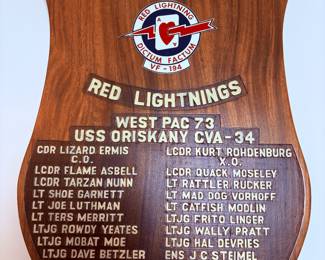 RED LIGHTNING
A
DICTUM FACTUM
VF-194
RED LIGHTNINGS
WEST PAC 73
USS ORISKANY CVA-34
CDR LIZARD ERMIS
C.O.
LCDR FLAME ASBELL
LCDR TARZAN NUNN
LT SHOE GARNETT
LT JOE LUTHMAN
LT TERS MERRITT
LTJG ROWDY YEATES
LTJG MOBAT MOE
LTJG DAVE BETZLER
LCDR KURT ROHDENBURG
X.O.
LCDR QUACK MOSELEY
LT RATTLER RUCKER
LT MAD DOG VORHOFF
LT CATFISH MODLIN
LTJG FRITO LINGER
LTJG WALLY PRATT
LTJG HAL DEVRIES
ENS J C STEIMEL